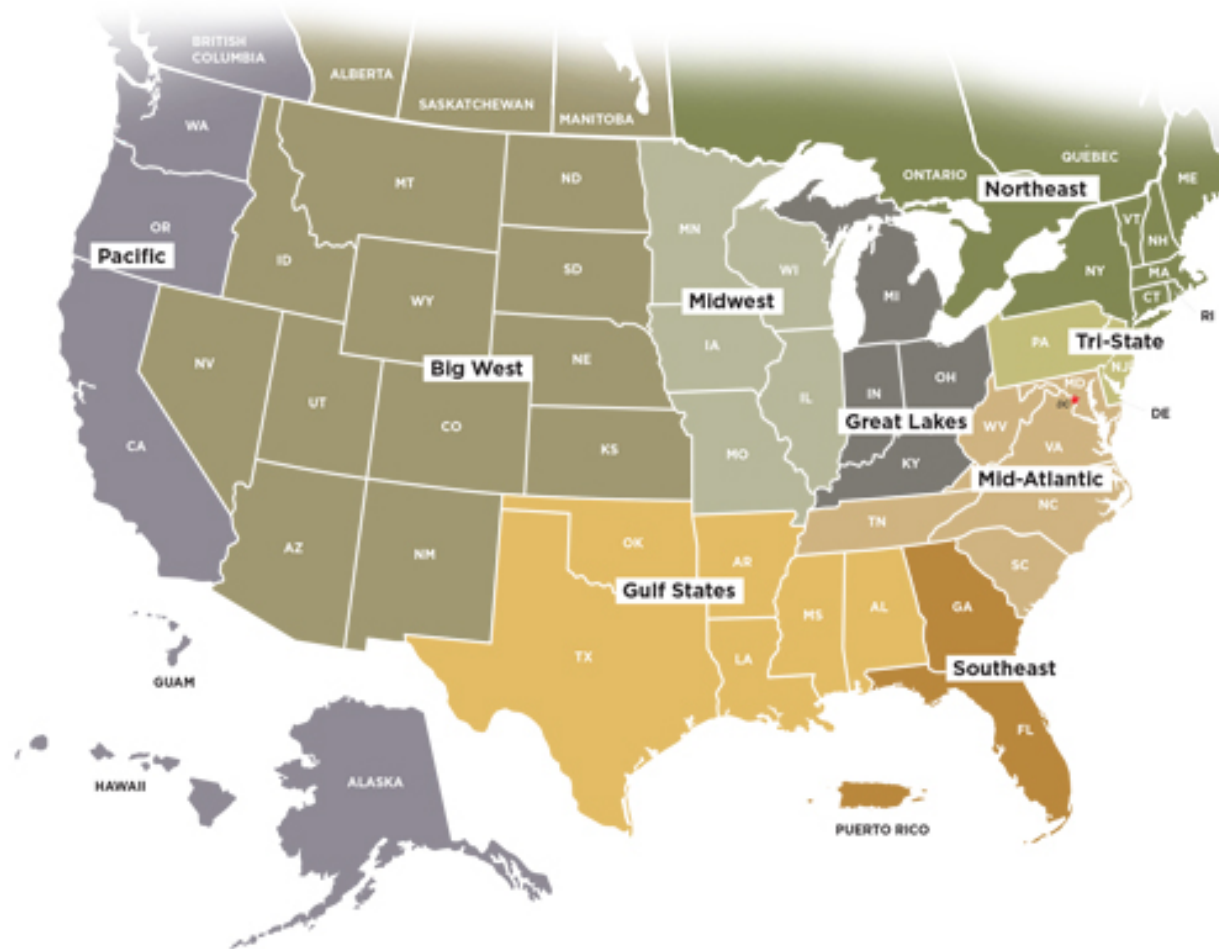 BRITISH
COLUMBIA
ALBERTA
SASKATCHEWAN
MANITOBA
ONTARIO
QUÉBEC
Northeast
ME
WA
MT
ND
MN
VT
NH
OR
Pacific
ID
SD
WI
MI
NY
MA
CT
RI
WY
Midwest
IA
PA
Tri-State
NJ
NV
NE
Big West
UT
CO
IL
IN
OH
MD
DC
DE
Great Lakes
WV
VA
CA
KS
MO
KY
Mid-Atlantic
NC
TN
AZ
NM
OK
AR
SC
Gulf States
MS
AL
GA
TX
LA
Southeast
GUAM
FL
HAWAII
ALASKA
PUERTO RICO